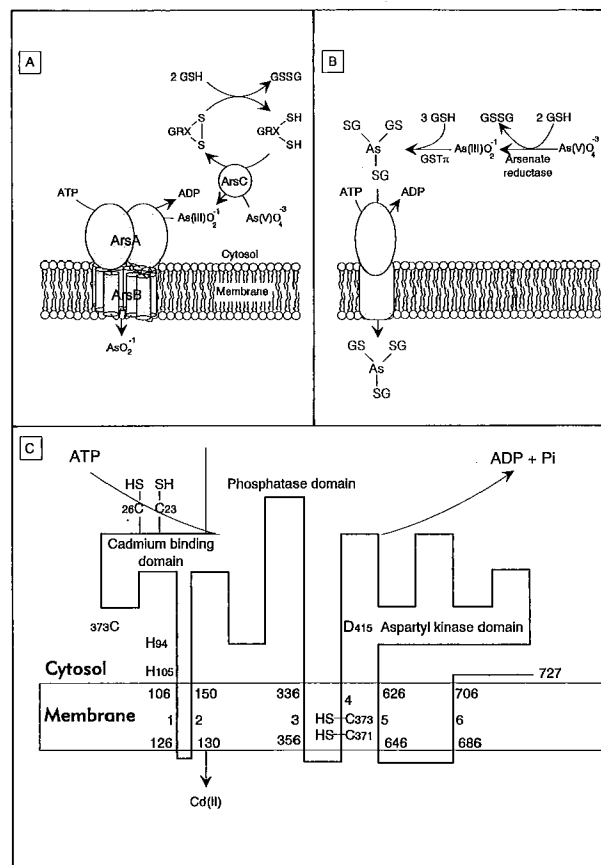 A
2 GSH
GSSG
GRX
S
S
GRX
SH
SH
ArsC
ATP
ADP
As(III)O₂⁻¹
As(V)O₄⁻³
ArsA
Cytosol
Membrane
ArsB
AsO₂⁻¹
B
SG
GS
As
SG
3 GSH
GSSG
2 GSH
GSTπ
As(III)O₂⁻¹
Arsenate
reductase
As(V)O₄⁻³
ATP
ADP
GS
SG
As
SG
C
ATP
ADP + Pi
HS
SH
26C
C23
Phosphatase domain
Cadmium binding
domain
373C
H94
H105
D415 Aspartyl kinase domain
Cytosol
727
106
150
336
4
626
706
Membrane
1
2
3
HS-C373
5
6
HS-C371
126
130
356
646
686
Cd(II)